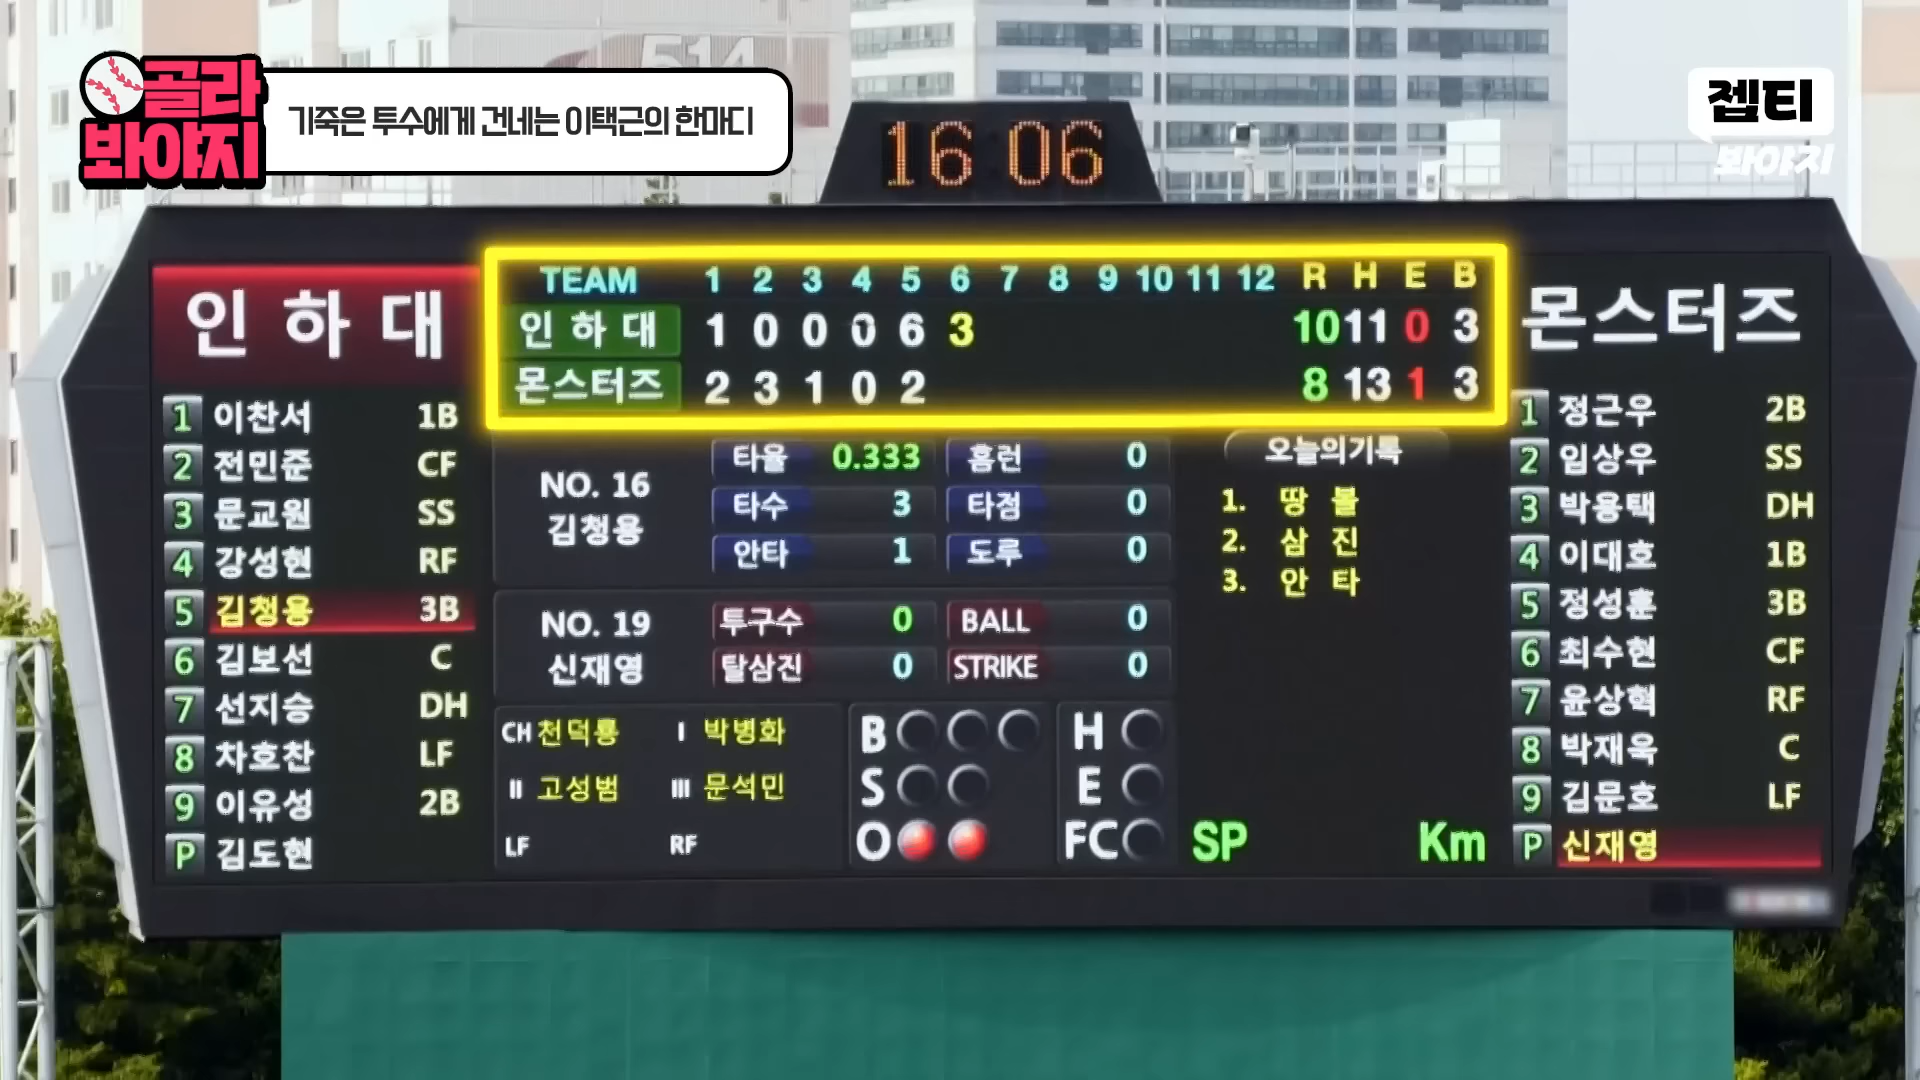 514
골라
봐야지
기죽은 투수에게 건네는 이택근의 한마디
젭티
봐야지
16 06
인 하 대
TEAM 1 2 3 4 5 6 7 8 9 10 11 12 R H E B
인 하 대 1 0 0 0 6 3 10 11 0 3
몬스터즈 2 3 1 0 2 8 13 1 3
몬스터즈
1 이찬서 1B
2 전민준 CF
3 문교원 SS
4 강성현 RF
5 김청용 3B
6 김보선 C
7 선지승 DH
8 차호찬 LF
9 이유성 2B
P 김도현
NO. 16
김청용
타율 0.333 홈런 0
타수 3 타점 0
안타 1 도루 0
NO. 19
신재영
투구수 0 BALL 0
탈삼진 0 STRIKE 0
CH 천덕룡 I 박병화
II 고성범 III 문석민
LF RF
B
S
O
H
E
FC
오늘의기록
1. 땅 볼
2. 삼 진
3. 안 타
SP Km
1 정근우 2B
2 임상우 SS
3 박용택 DH
4 이대호 1B
5 정성훈 3B
6 최수현 CF
7 윤상혁 RF
8 박재욱 C
9 김문호 LF
P 신재영